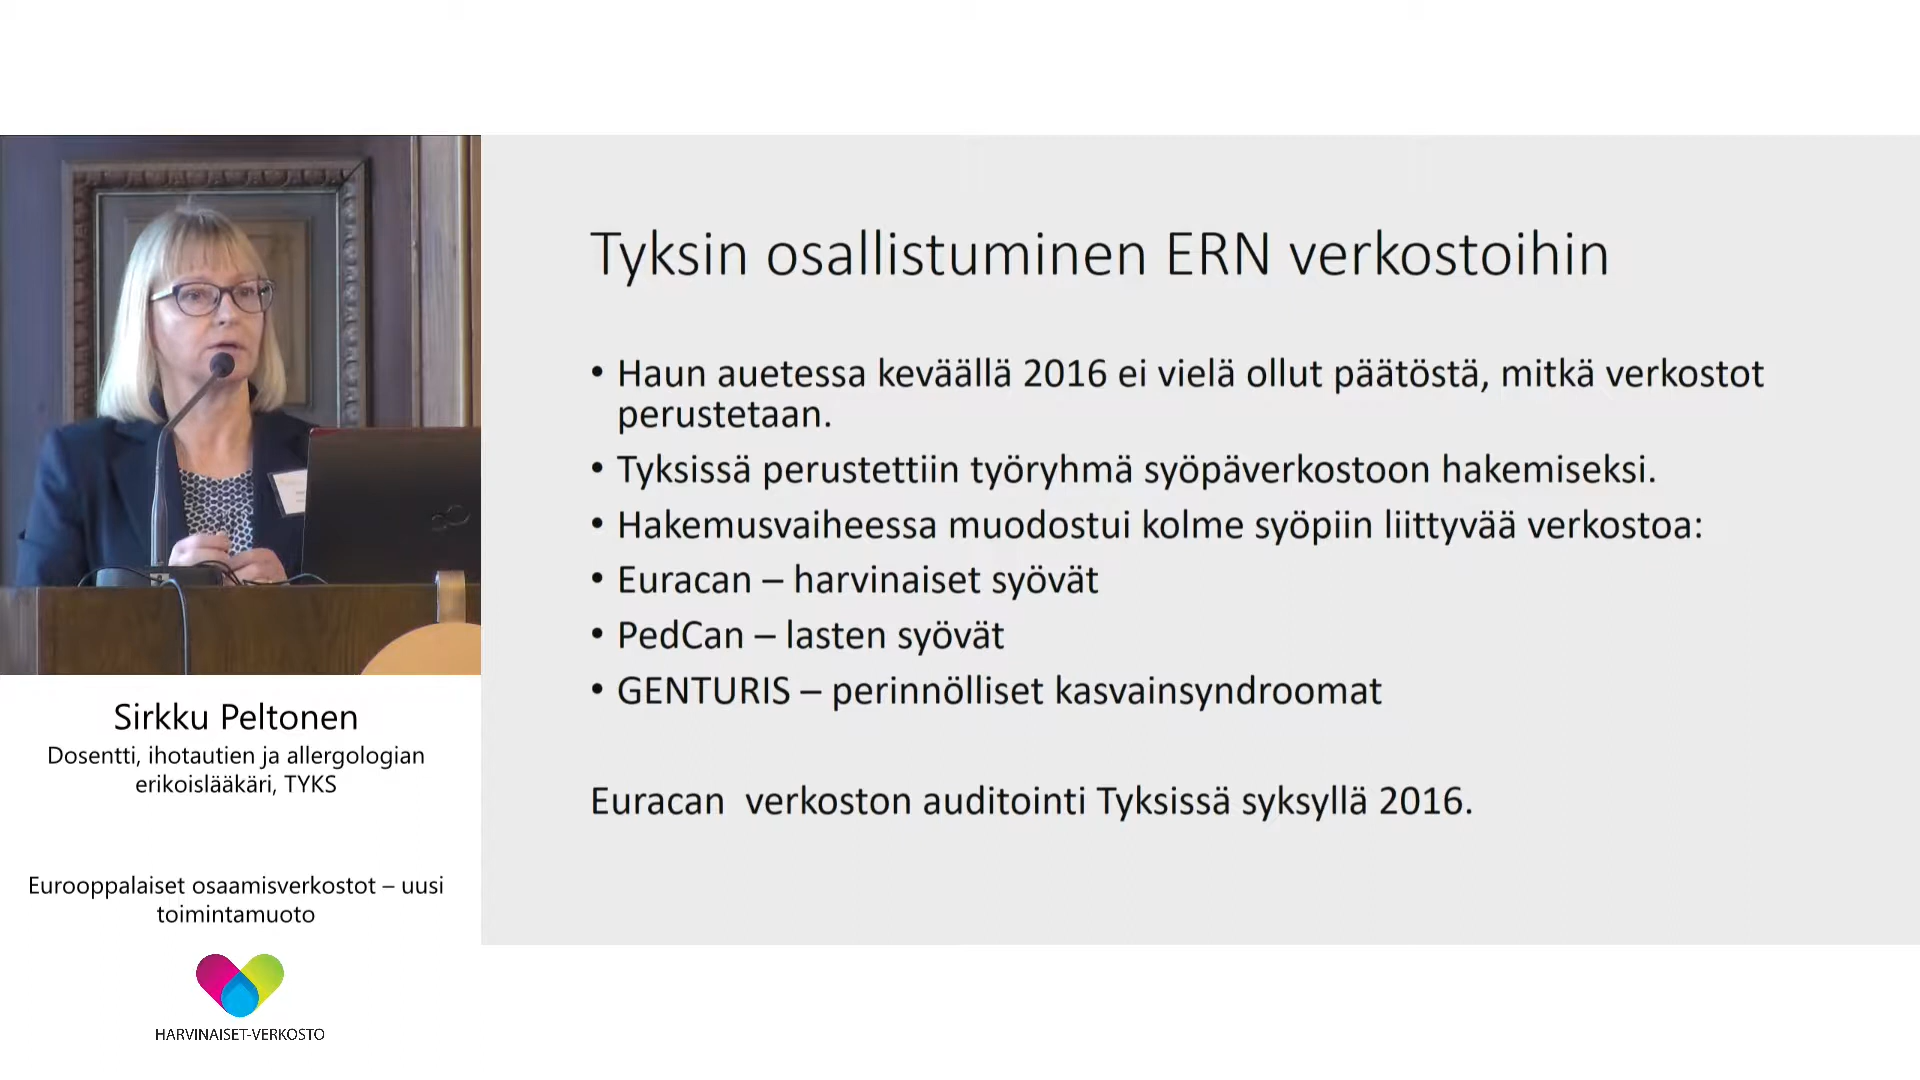 Tyksin osallistuminen ERN verkostoihin
• Haun auetessa keväällä 2016 ei vielä ollut päätöstä, mitkä verkostot
perustetaan.
• Tyksissä perustettiin työryhmä syöpäverkostoon hakemiseksi.
• Hakemusvaiheessa muodostui kolme syöpiin liittyvää verkostoa:
• Euracan – harvinaiset syövät
• PedCan – lasten syövät
• GENTURIS – perinnölliset kasvainsyndroomat
Euracan  verkoston auditointi Tyksissä syksyllä 2016.
Sirkku Peltonen
Dosentti, ihotautien ja allergologian
erikoislääkäri, TYKS
Eurooppalaiset osaamisverkostot – uusi
toimintamuoto
HARVINAISET-VERKOSTO